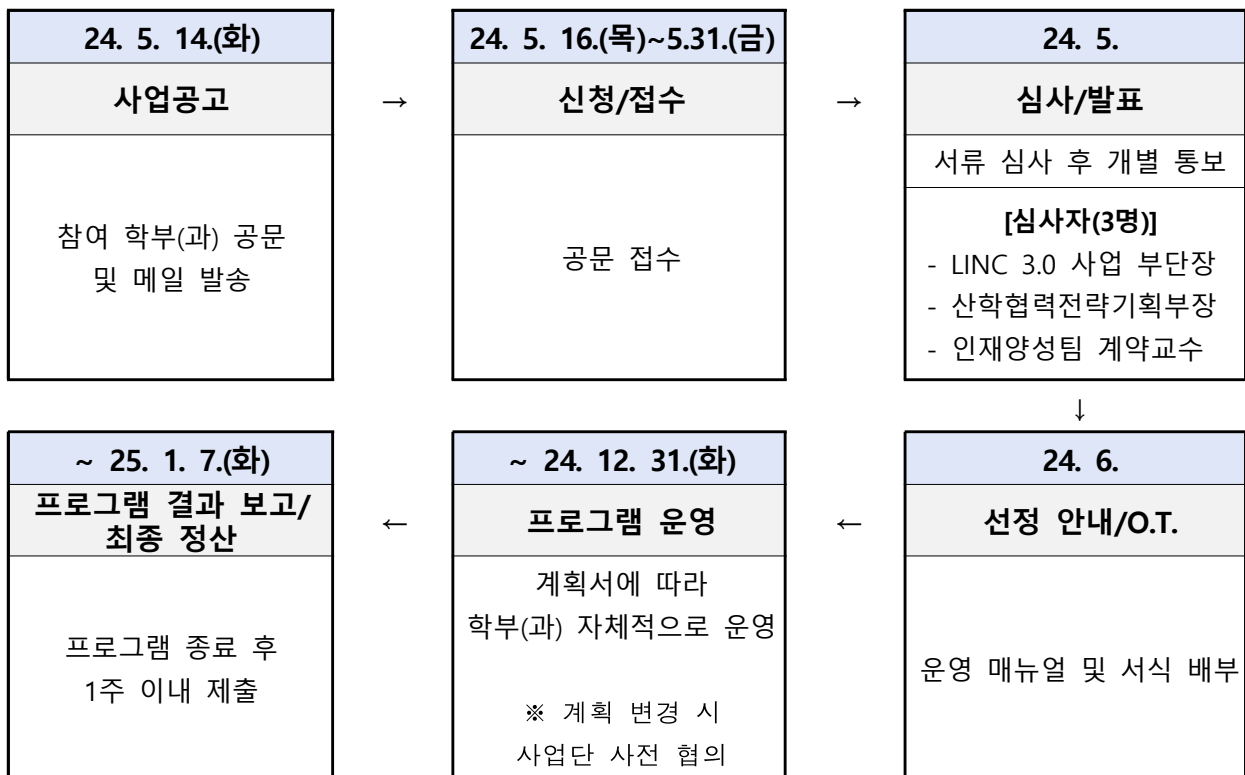 24. 5. 14.(화)
사업공고
참여 학부(과) 공문
및 메일 발송
→
24. 5. 16.(목)~5.31.(금)
신청/접수
공문 접수
→
24. 5.
심사/발표
서류 심사 후 개별 통보
[심사자(3명)]
- LINC 3.0 사업 부단장
- 산학협력전략기획부장
- 인재양성팀 계약교수
↓
24. 6.
선정 안내/O.T.
운영 매뉴얼 및 서식 배부
←
~ 24. 12. 31.(화)
프로그램 운영
계획서에 따라
학부(과) 자체적으로 운영
※ 계획 변경 시
사업단 사전 협의
←
~ 25. 1. 7.(화)
프로그램 결과 보고/
최종 정산
프로그램 종료 후
1주 이내 제출